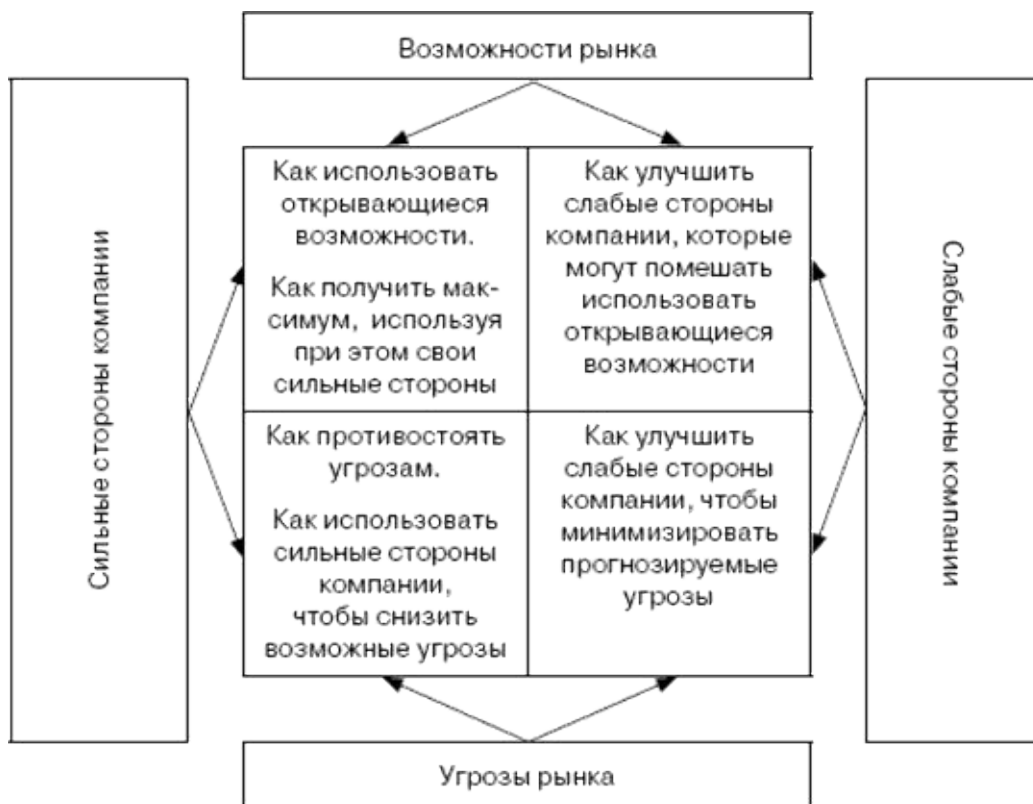 Возможности рынка
Сильные стороны компании
Как использовать
открывающиеся
возможности.
Как получить мак-
симум, используя
при этом свои
сильные стороны
Как улучшить
слабые стороны
компании, которые
могут помешать
использовать
открывающиеся
возможности
Слабые стороны компании
Как противостоять
угрозам.
Как использовать
сильные стороны
компании,
чтобы снизить
возможные угрозы
Как улучшить
слабые стороны
компании, чтобы
минимизировать
прогнозируемые
угрозы
Угрозы рынка